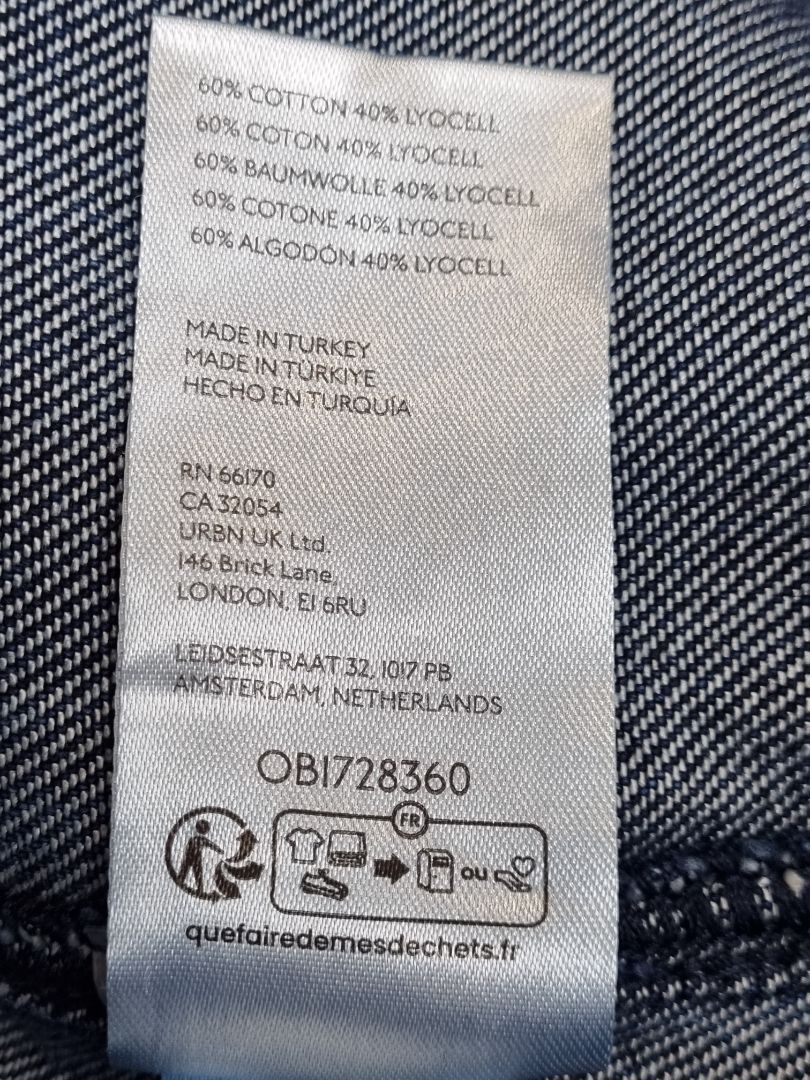 60% COTTON 40% LYOCELL
60% COTON 40% LYOCELL
60% BAUMWOLLE 40% LYOCELL
60% COTONE 40% LYOCELL
60% ALGODÓN 40% LYOCELL
MADE IN TURKEY
MADE IN TÜRKIYE
HECHO EN TURQUÍA
RN 66170
CA 32054
URBN UK Ltd.
146 Brick Lane,
LONDON, E1 6RU
LEIDSESTRAAT 32, 1017 PB
AMSTERDAM, NETHERLANDS
OB1728360
FR
ou
quefairedemesdechets.fr